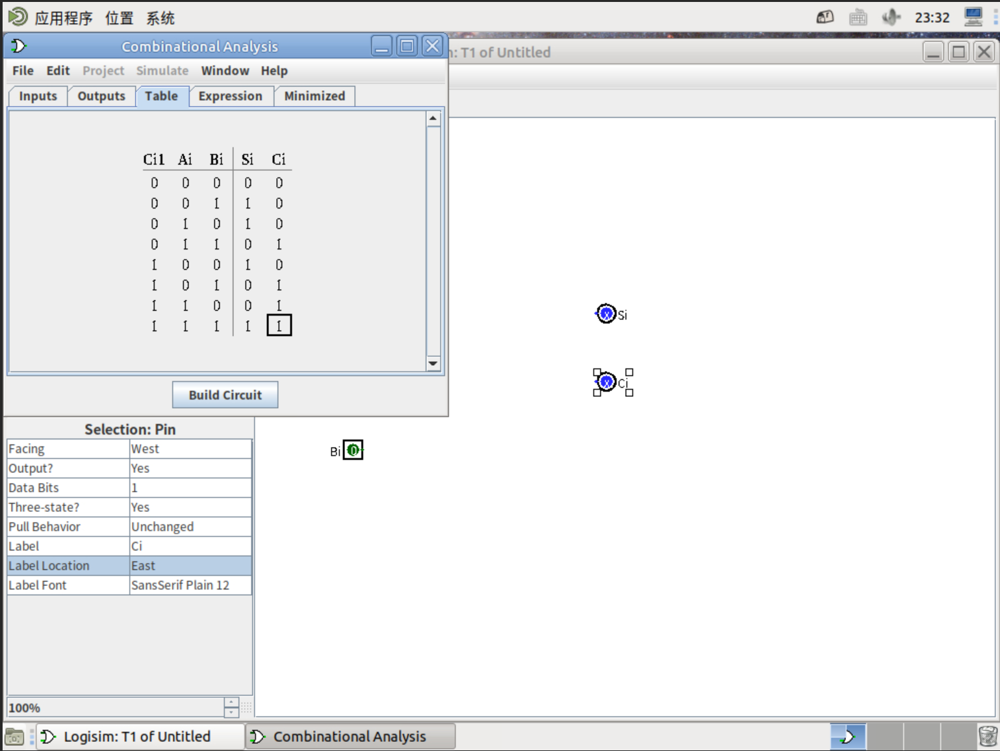 应用程序 位置 系统 23:32
Combinational Analysis
: T1 of Untitled
File Edit Project Simulate Window Help
Inputs Outputs Table Expression Minimized
Ci1 Ai Bi Si Ci
0 0 0 0 0
0 0 1 1 0
0 1 0 1 0
0 1 1 0 1
1 0 0 1 0
1 0 1 0 1
1 1 0 0 1
1 1 1 1 1
Build Circuit
x Si
x Ci
Bi 0
Selection: Pin
Facing West
Output? Yes
Data Bits 1
Three-state? Yes
Pull Behavior Unchanged
Label Ci
Label Location East
Label Font SansSerif Plain 12
100%
Logisim: T1 of Untitled Combinational Analysis